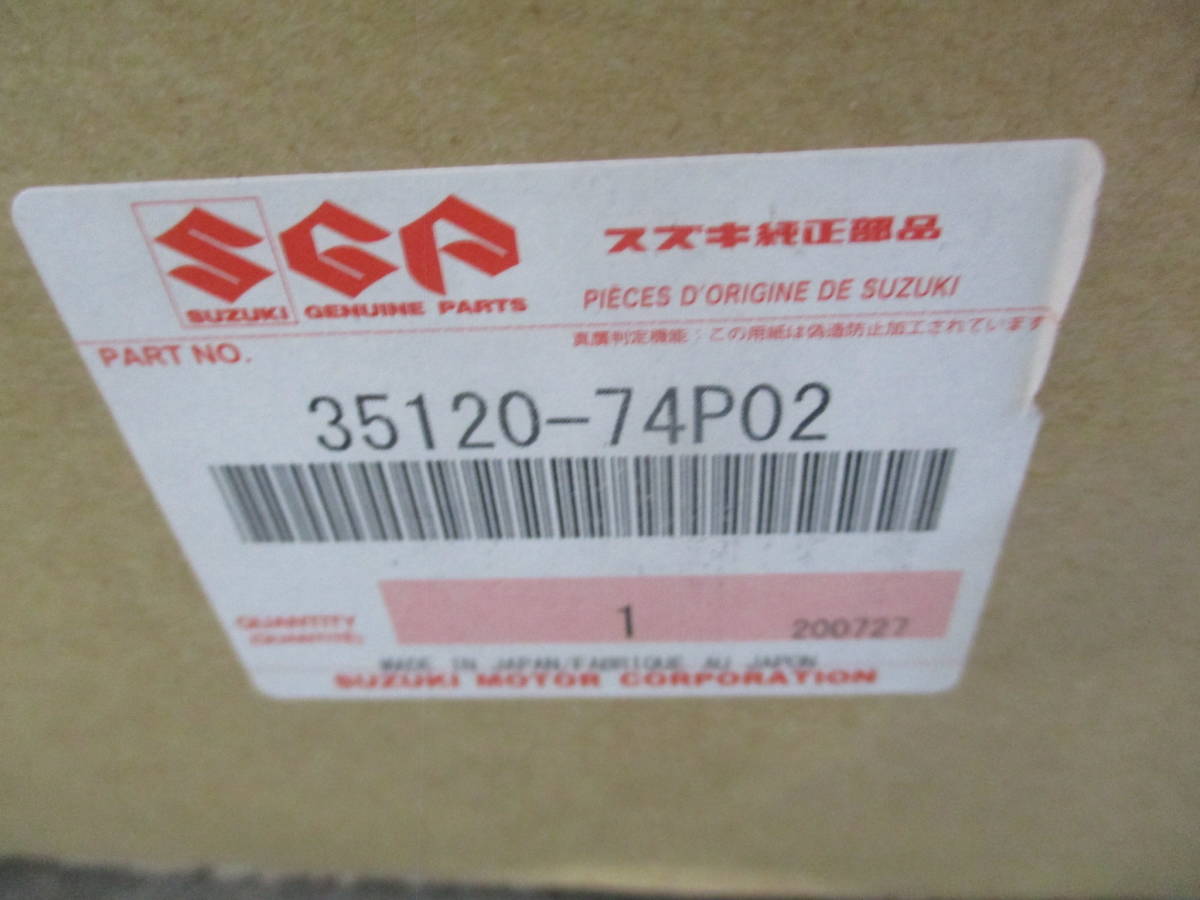 SGP スズキ純正部品
SUZUKI GENUINE PARTS PIÈCES D'ORIGINE DE SUZUKI
PART NO. 真贋判定機能：この用紙は偽造防止加工されています
35120-74P02
QUANTITY 1 200727
(QUANTITÉ)
MADE IN JAPAN/FABRIQUE AU JAPON
SUZUKI MOTOR CORPORATION